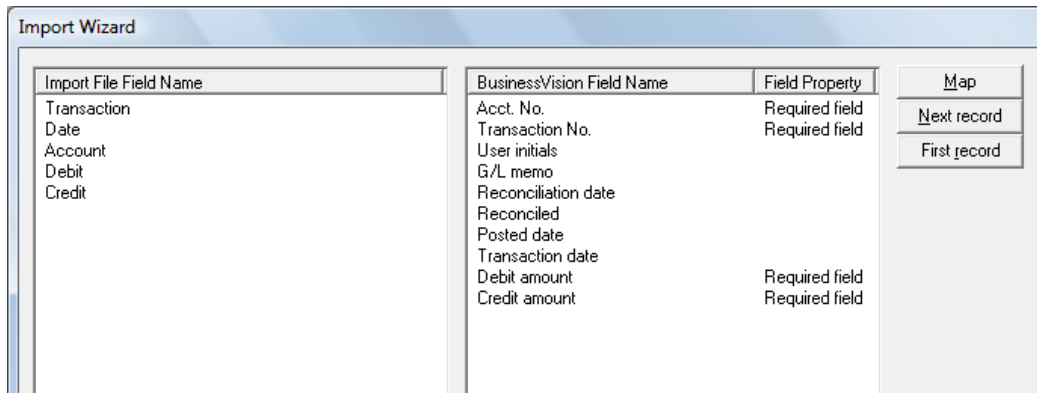 Import Wizard
Import File Field Name
Transaction
Date
Account
Debit
Credit
BusinessVision Field Name Field Property
Acct. No. Required field
Transaction No. Required field
User initials
G/L memo
Reconciliation date
Reconciled
Posted date
Transaction date
Debit amount Required field
Credit amount Required field
Map
Next record
First record